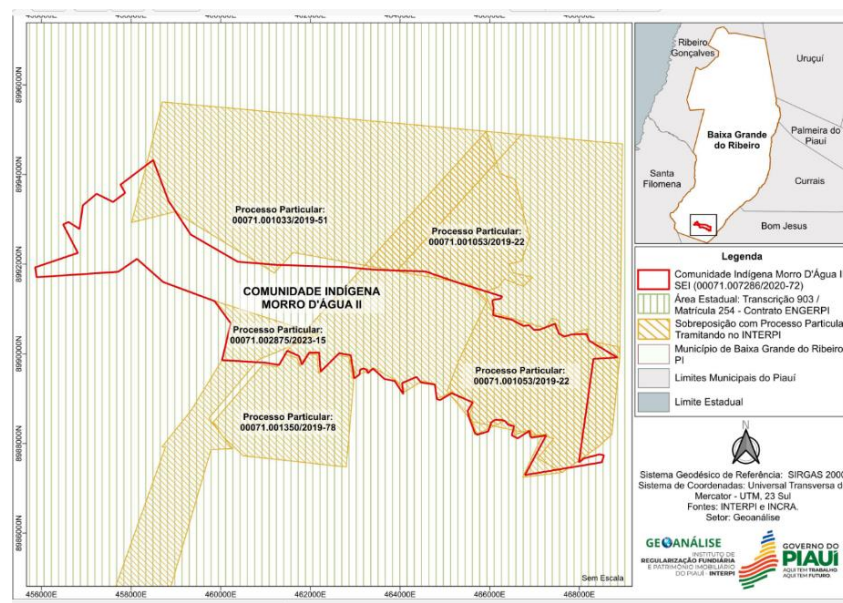 458000E 460000E 462000E 464000E 466000E 468000E
8996000N
8994000N
8992000N
8990000N
8988000N
8986000N
Processo Particular:
00071.001033/2019-51
Processo Particular:
00071.001053/2019-22
COMUNIDADE INDÍGENA
MORRO D'ÁGUA II
Processo Particular:
00071.002875/2023-15
Processo Particular:
00071.001053/2019-22
Processo Particular:
00071.001350/2019-78
Sem Escala
456000E 458000E 460000E 462000E 464000E 466000E 468000E
Ribeiro
Gonçalves
Uruçuí
Baixa Grande
do Ribeiro
Palmeira do
Piauí
Santa
Filomena
Currais
Bom Jesus
Legenda
Comunidade Indígena Morro D'Água II
SEI (00071.007286/2020-72)
Área Estadual: Transcrição 903 /
Matrícula 254 - Contrato ENGERPI
Sobreposição com Processo Particula
Tramitando no INTERPI
Município de Baixa Grande do Ribeiro
PI
Limites Municipais do Piauí
Limite Estadual
N
Sistema Geodésico de Referência: SIRGAS 2000
Sistema de Coordenadas: Universal Transversa d
Mercator - UTM, 23 Sul
Fontes: INTERPI e INCRA.
Setor: Geoanálise
GEOANÁLISE
INSTITUTO DE
REGULARIZAÇÃO FUNDIÁRIA
E PATRIMÔNIO IMOBILIÁRIO
DO PIAUÍ - INTERPI
GOVERNO DO
PIAUÍ
AQUI TEM TRABALHO
AQUI TEM FUTURO.